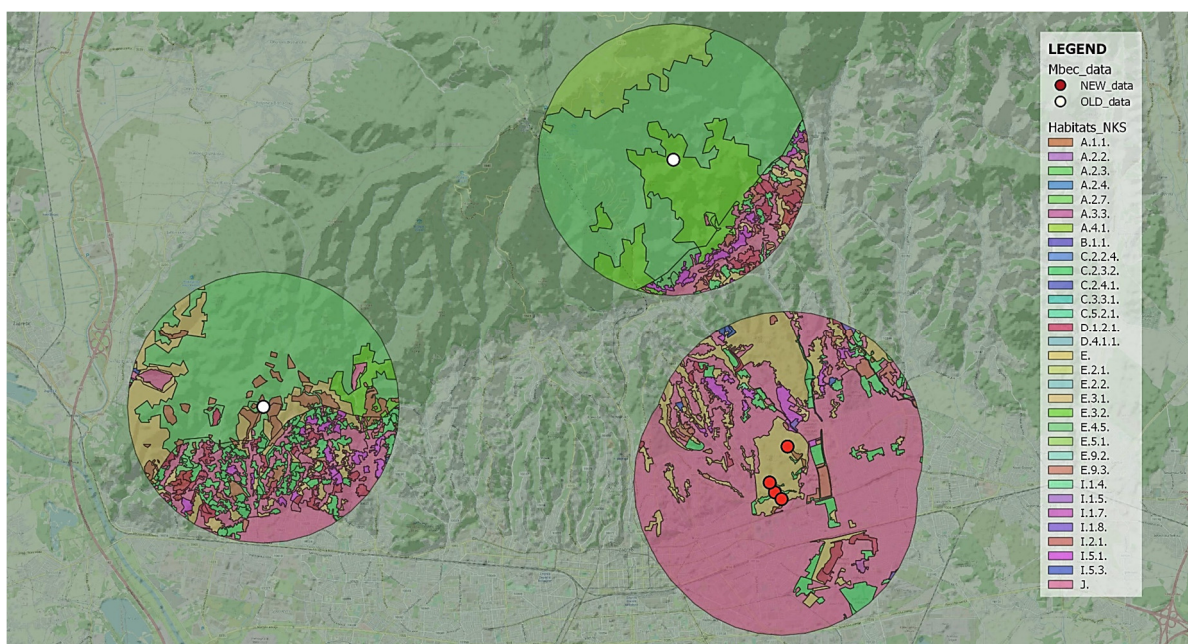 LEGEND
Mbec_data
NEW_data
OLD_data
Habitats_NKS
A.1.1.
A.2.2.
A.2.3.
A.2.4.
A.2.7.
A.3.3.
A.4.1.
B.1.1.
C.2.2.4.
C.2.3.2.
C.2.4.1.
C.3.3.1.
C.5.2.1.
D.1.2.1.
D.4.1.1.
E.
E.2.1.
E.2.2.
E.3.1.
E.3.2.
E.4.5.
E.5.1.
E.9.2.
E.9.3.
I.1.4.
I.1.5.
I.1.7.
I.1.8.
I.2.1.
I.5.1.
I.5.3.
J.